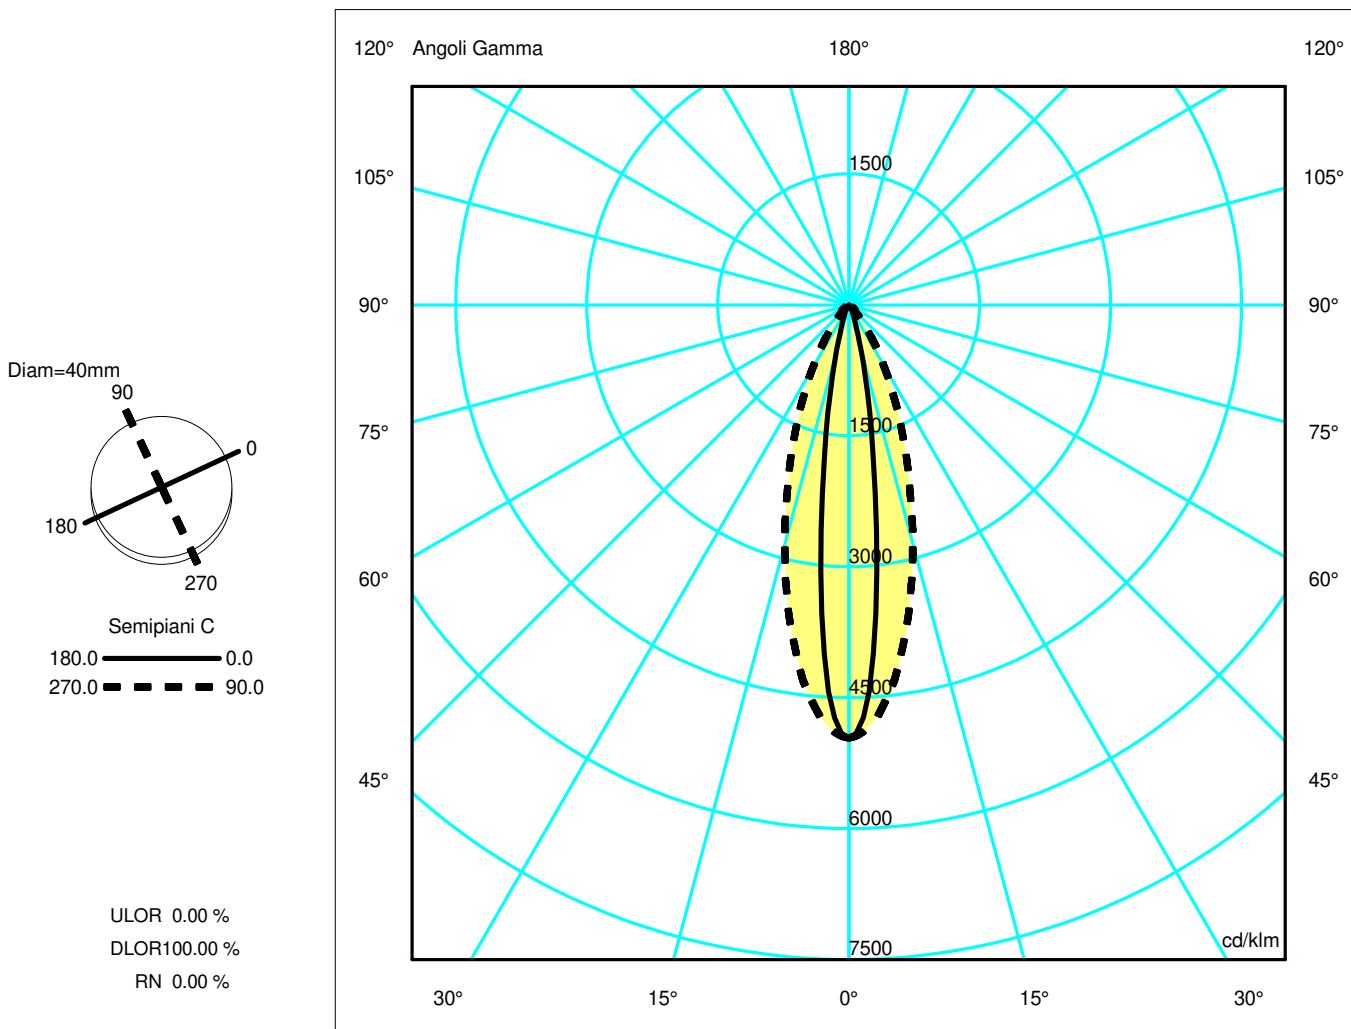 120° Angoli Gamma 180° 120°
1500
105° 105°
90° 90°
Diam=40mm
90
0
1500
75° 75°
180
3000
270
60° 60°
Semipiani C
180.0 0.0
270.0 90.0
4500
45° 45°
6000
ULOR 0.00 %
cd/klm
DLOR100.00 %
7500
RN 0.00 %
30° 15° 0° 15° 30°